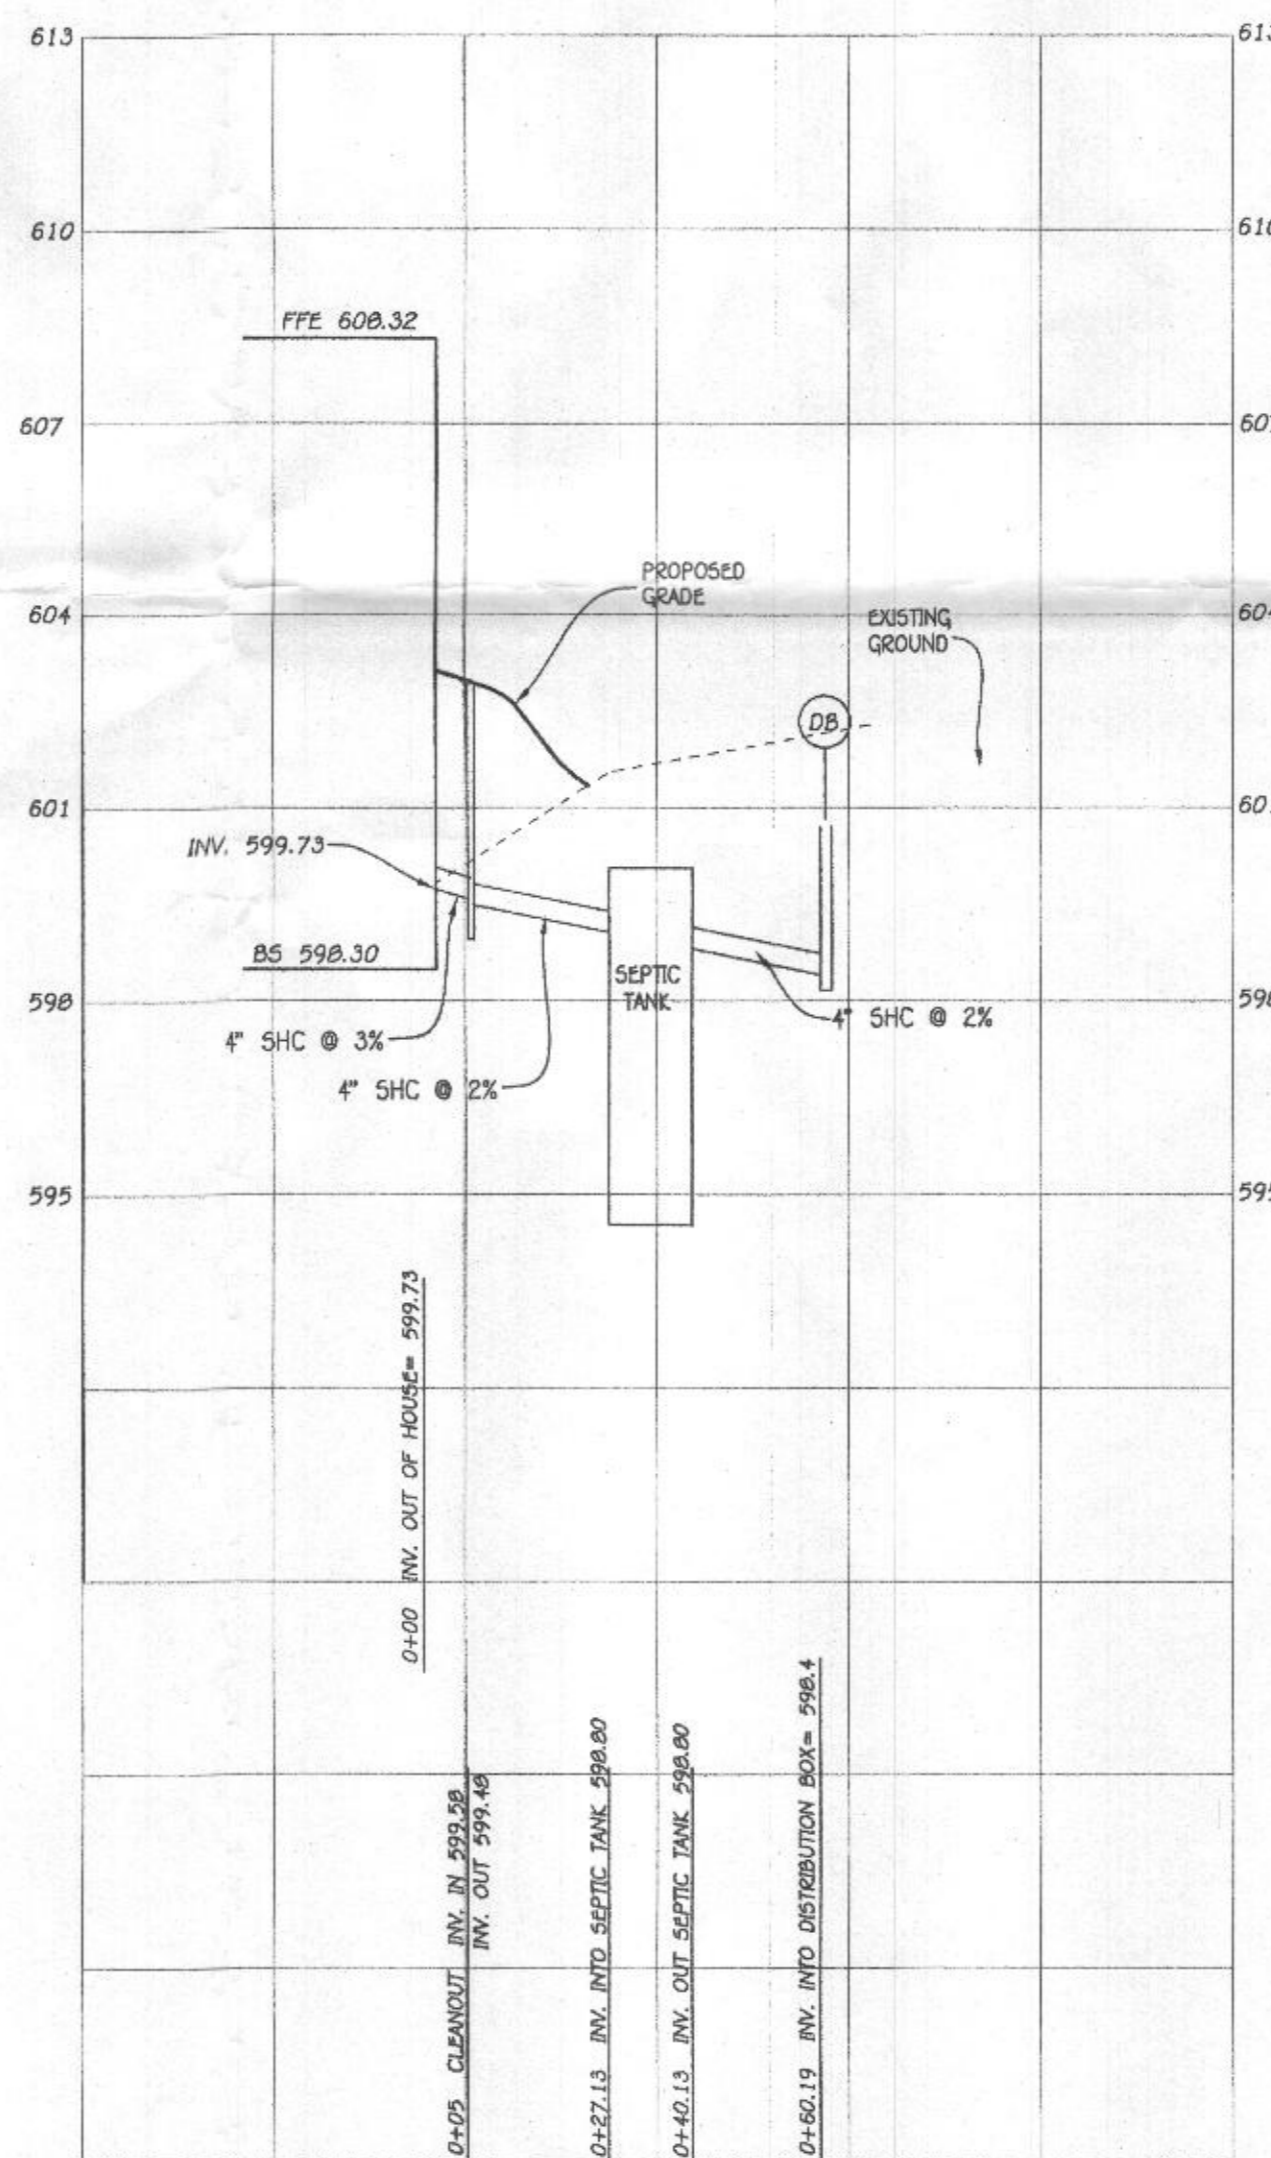 613
613
610
610
FFE 608.32
607
607
PROPOSED
GRADE
604
604
EXISTING
GROUND
DB
601
601
INV. 599.73
BS 598.30
SEPTIC
TANK
598
598
4" SHC @ 2%
4" SHC @ 3%
4" SHC @ 2%
595
595
0+00 INV. OUT OF HOUSE= 599.73
0+05 CLEANOUT INV. IN 599.58
INV. OUT 599.48
0+27.13 INV. INTO SEPTIC TANK 598.80
0+40.13 INV. OUT SEPTIC TANK 598.80
0+60.19 INV. INTO DISTRIBUTION BOX= 598.4